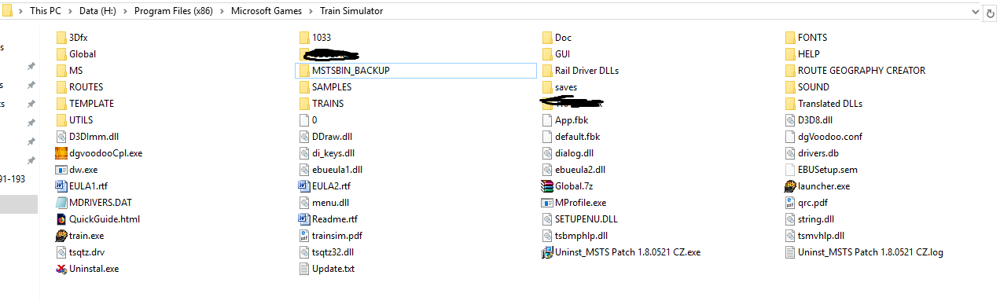 This PC > Data (H:) > Program Files (x86) > Microsoft Games > Train Simulator
3Dfx 1033 Doc FONTS
s Global GUI HELP
MS MSTSBIN_BACKUP Rail Driver DLLs ROUTE GEOGRAPHY CREATOR
s ROUTES SAMPLES saves SOUND
ts TEMPLATE TRAINS Translated DLLs
UTILS 0 App.fbk D3D8.dll
D3DImm.dll DDraw.dll default.fbk dgVoodoo.conf
dgvoodooCpl.exe di_keys.dll dialog.dll drivers.db
dw.exe ebueula1.dll ebueula2.dll EBUSetup.sem
91-193 EULA1.rtf EULA2.rtf Global.7z launcher.exe
MDRIVERS.DAT menu.dll MProfile.exe qrc.pdf
QuickGuide.html Readme.rtf SETUPENU.DLL string.dll
train.exe trainsim.pdf tsbmphlp.dll tsmvhlp.dll
tsqtz.drv tsqtz32.dll Uninst_MSTS Patch 1.8.0521 CZ.exe Uninst_MSTS Patch 1.8.0521 CZ.log
Uninstal.exe Update.txt